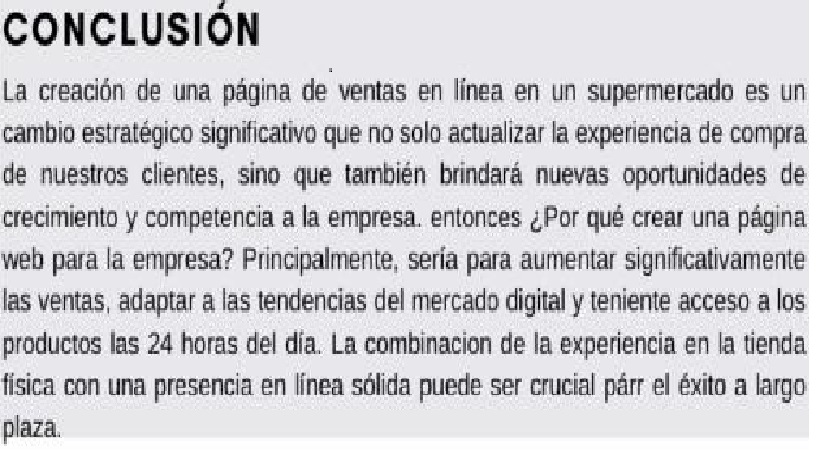 CONCLUSIÓN
La creación de una página de ventas en línea en un supermercado es un
cambio estratégico significativo que no solo actualizar la experiencia de compra
de nuestros clientes, sino que también brindará nuevas oportunidades de
crecimiento y competencia a la empresa. entonces ¿Por qué crear una página
web para la empresa? Principalmente, sería para aumentar significativamente
las ventas, adaptar a las tendencias del mercado digital y teniente acceso a los
productos las 24 horas del día. La combinacion de la experiencia en la tienda
física con una presencia en línea sólida puede ser crucial párr el éxito a largo
plaza.